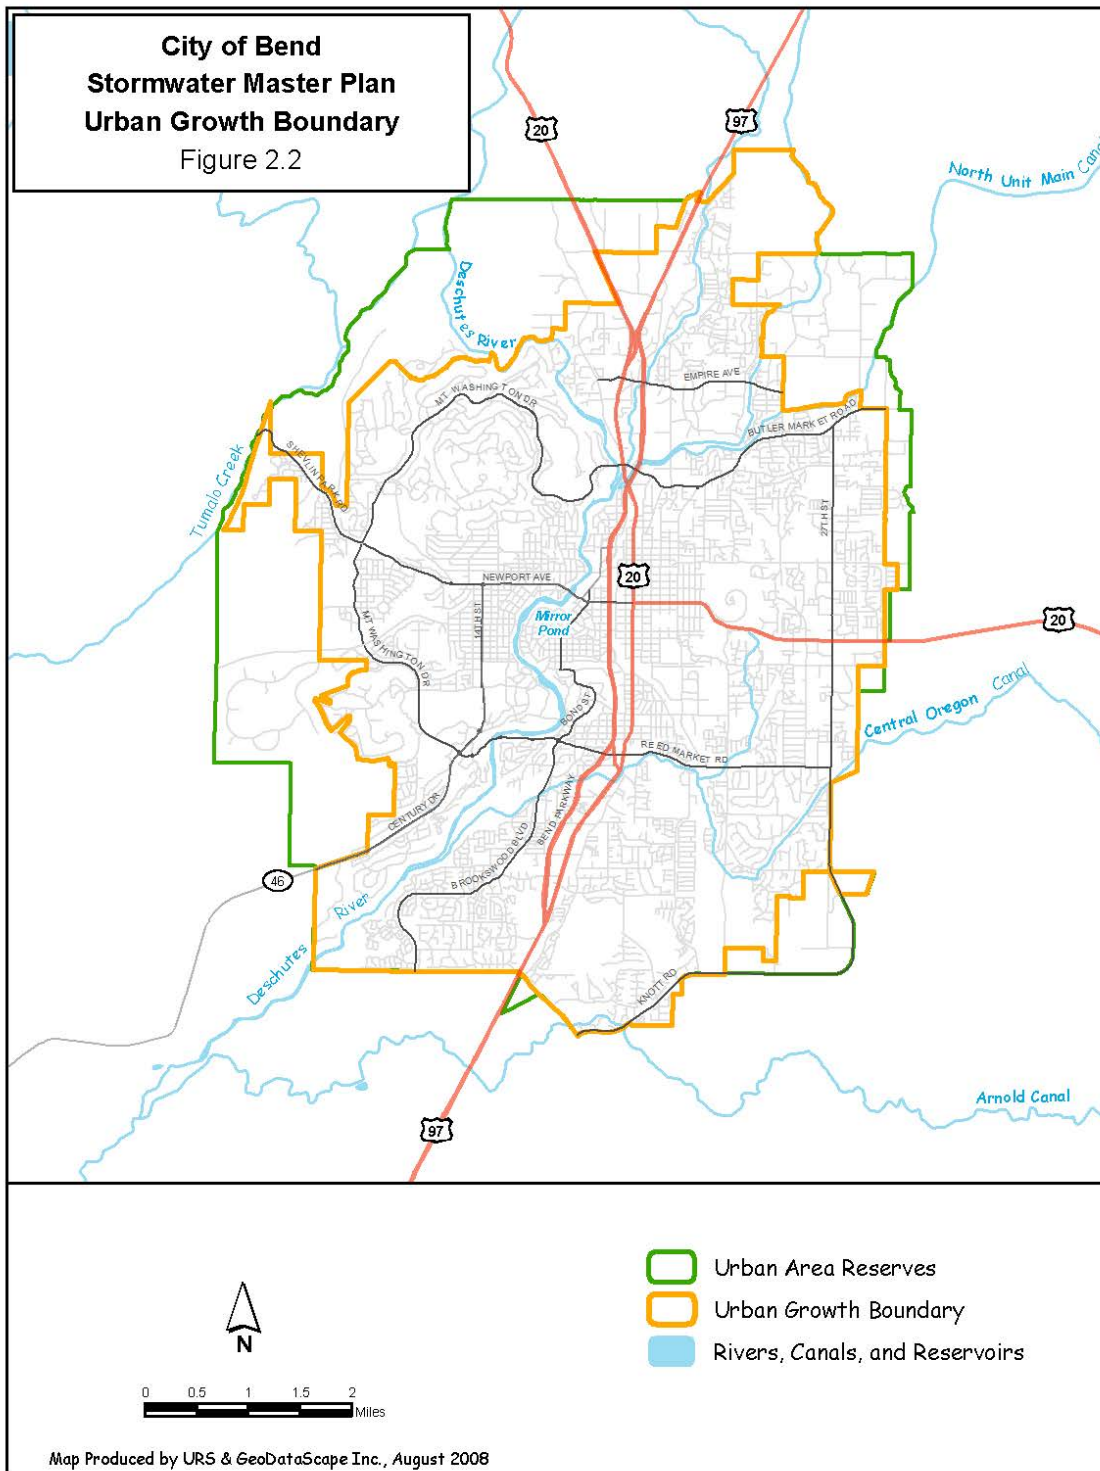 City of Bend
Stormwater Master Plan
Urban Growth Boundary
Figure 2.2
20
97
North Unit Main Canal
Deschutes River
EMPIRE AVE
MT WASHINGTON DR
BUTLER MARKET ROAD
SHEVLIN PARK RD
Tumalo Creek
27TH ST
NEWPORT AVE
20
14TH ST
Mirror
Pond
20
MT WASHINGTON DR
Central Oregon Canal
BOND ST
REED MARKET RD
CENTURY DR
BEND PARKWAY
BROOKSWOOD BLVD
46
Deschutes River
KNOTT RD
Arnold Canal
97
Urban Area Reserves
Urban Growth Boundary
Rivers, Canals, and Reservoirs
N
0 0.5 1 1.5 2
Miles
Map Produced by URS & GeoDataScape Inc., August 2008